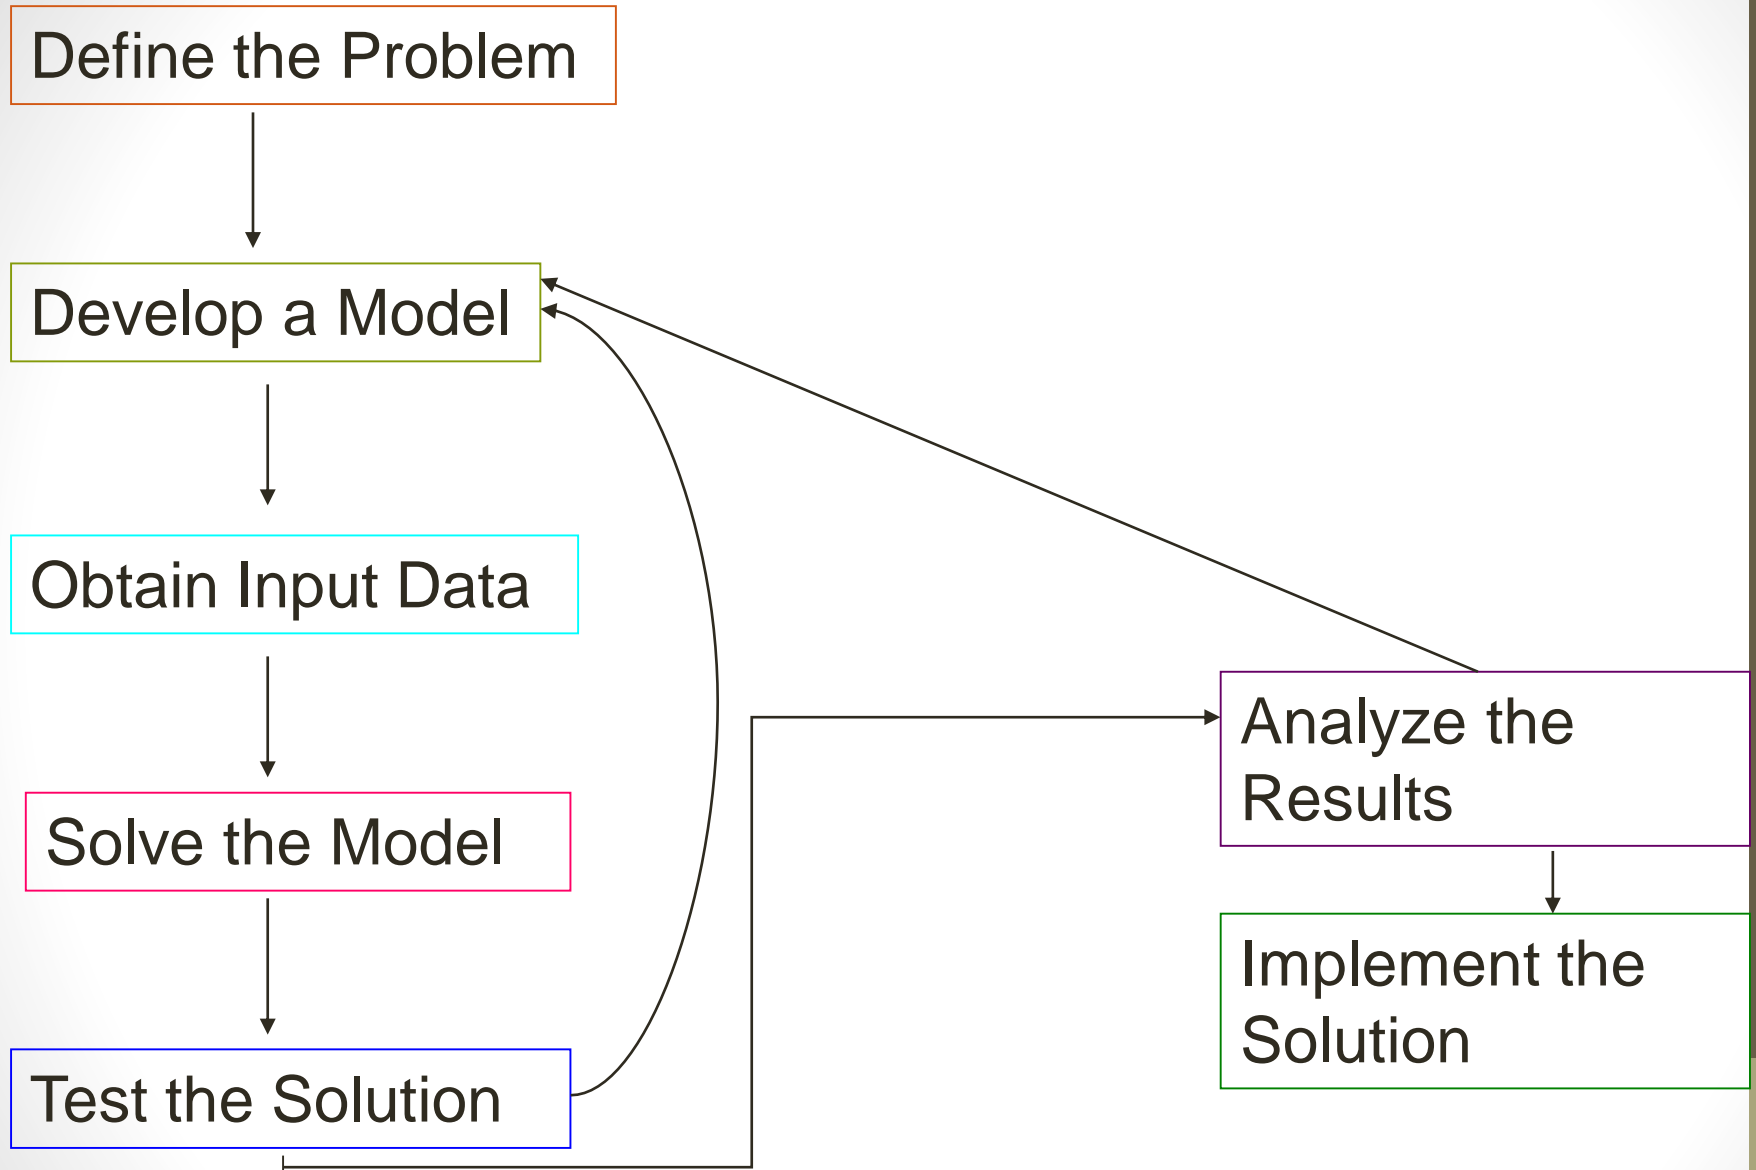 Define the Problem
Develop a Model
Obtain Input Data
Solve the Model
Test the Solution
Analyze the
Results
Implement the
Solution